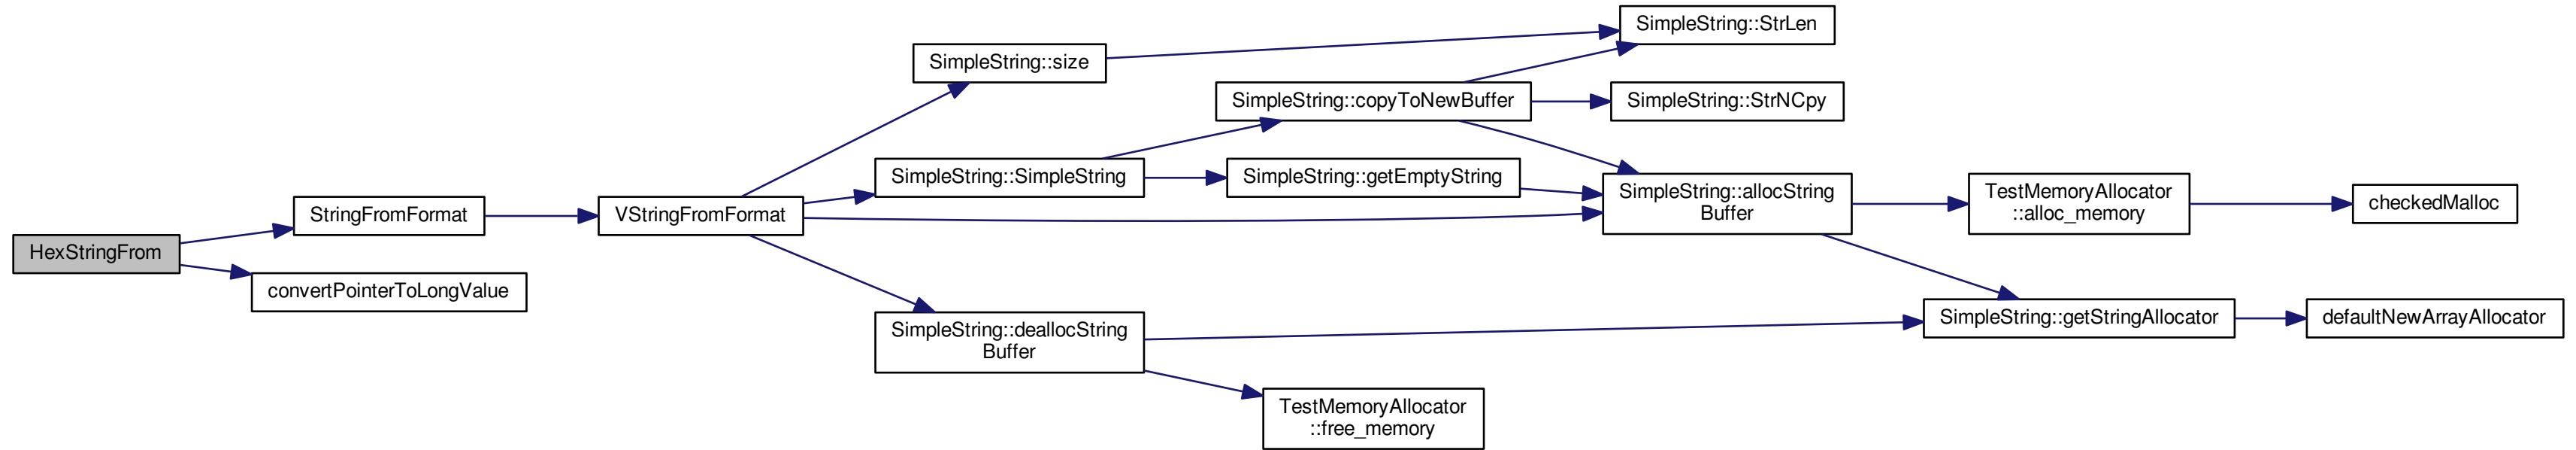 HexStringFrom
StringFromFormat
convertPointerToLongValue
VStringFromFormat
SimpleString::size
SimpleString::SimpleString
SimpleString::deallocString
Buffer
SimpleString::copyToNewBuffer
SimpleString::getEmptyString
TestMemoryAllocator
::free_memory
SimpleString::StrLen
SimpleString::StrNCpy
SimpleString::allocString
Buffer
TestMemoryAllocator
::alloc_memory
SimpleString::getStringAllocator
checkedMalloc
defaultNewArrayAllocator